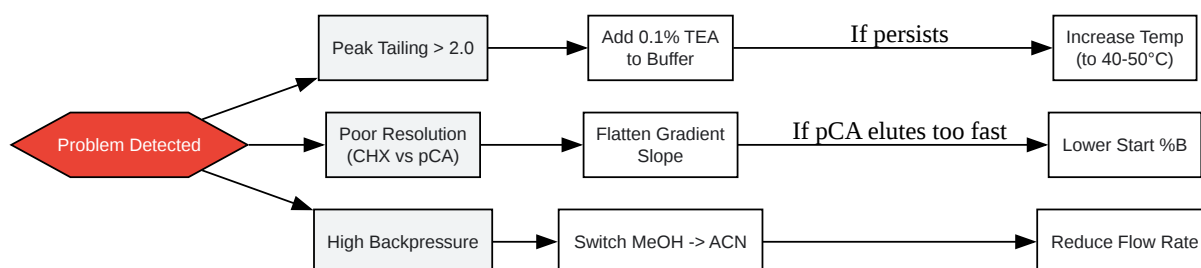 Problem Detected
Peak Tailing > 2.0
Add 0.1% TEA
to Buffer
If persists
Increase Temp
(to 40-50°C)
Poor Resolution
(CHX vs pCA)
Flatten Gradient
Slope
If pCA elutes too fast
Lower Start %B
High Backpressure
Switch MeOH -> ACN
Reduce Flow Rate